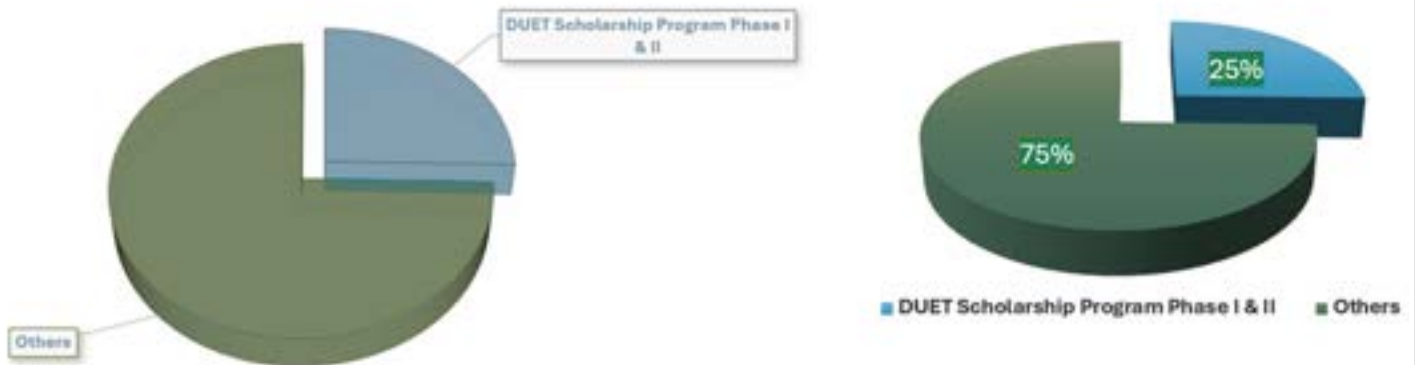 DUET Scholarship Program Phase I
& II
Others
25%
75%
DUET Scholarship Program Phase I & II
Others